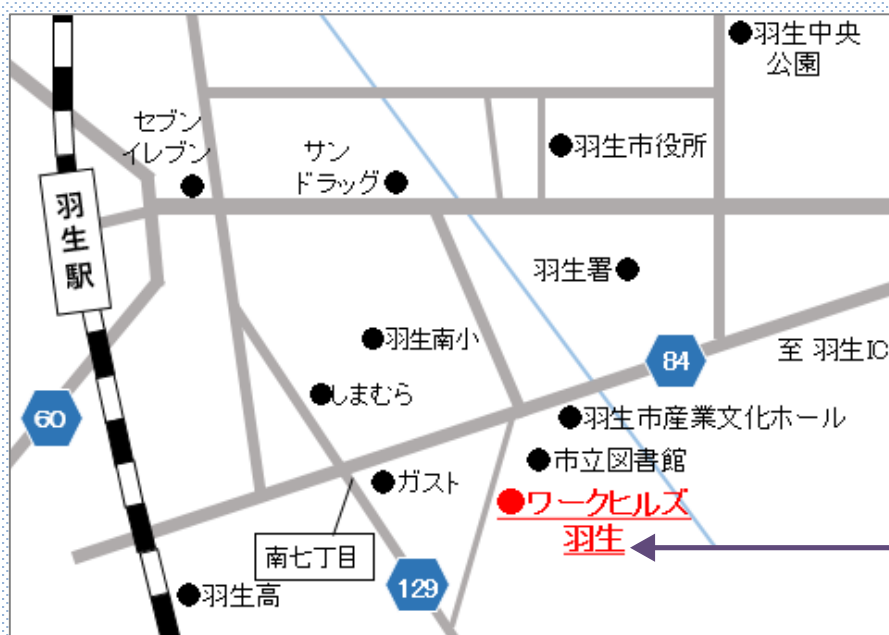 羽生中央
公園
セブン
イレブン
サン
ドラッグ
羽生市役所
羽生駅
羽生署
羽生南小
84
至 羽生IC
しまむら
60
羽生市産業文化ホール
市立図書館
ガスト
ワークヒルズ
羽生
南七丁目
129
羽生高